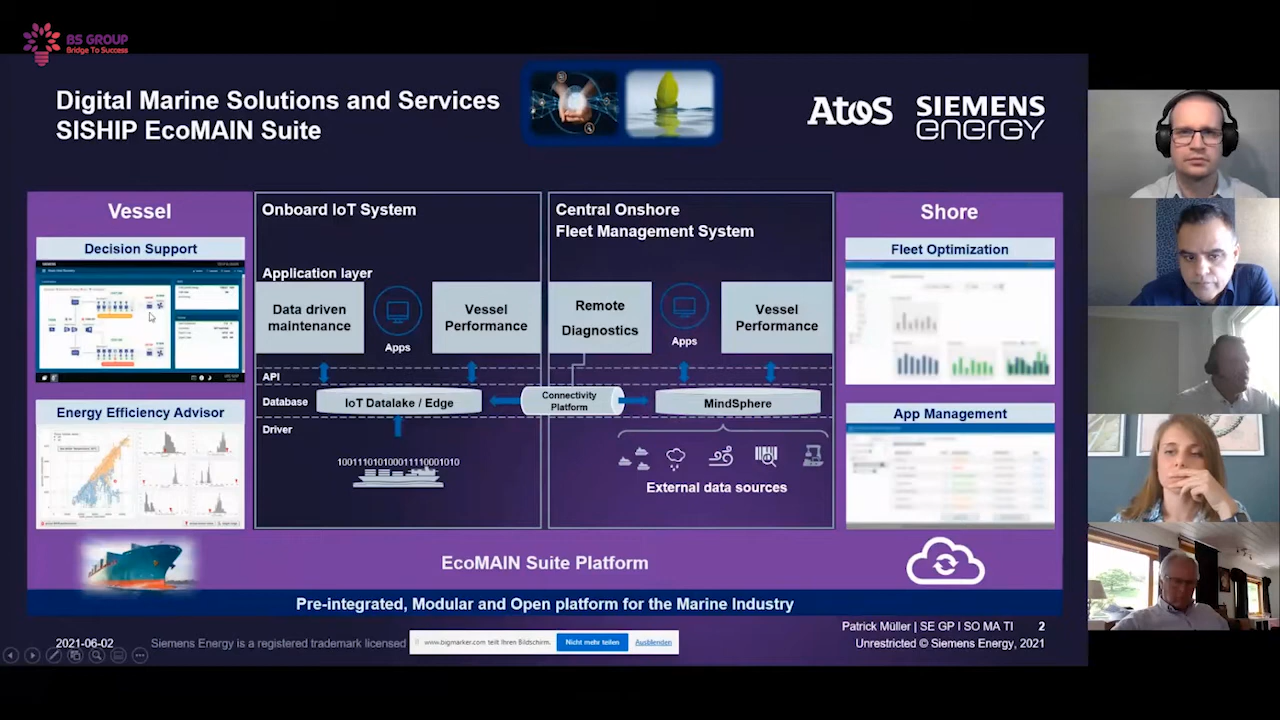 BS GROUP
Bridge To Success
Digital Marine Solutions and Services
SISHIP EcoMAIN Suite
Atos
SIEMENS
energy
Vessel
Decision Support
Energy Efficiency Advisor
Onboard IoT System
Application layer
Data driven
maintenance
Apps
Vessel
Performance
API
Database
IoT Datalake / Edge
Driver
1001110101000111110001010
Connectivity
Platform
Central Onshore
Fleet Management System
Remote
Diagnostics
Apps
Vessel
Performance
MindSphere
External data sources
Shore
Fleet Optimization
App Management
EcoMAIN Suite Platform
Pre-integrated, Modular and Open platform for the Marine Industry
2021-06-02
Siemens Energy is a registered trademark licensed
www.bigmarker.com teilt Ihren Bildschirm.
Nicht mehr teilen
Ausblenden
Patrick Müller | SE GP I SO MA TI 2
Unrestricted © Siemens Energy, 2021